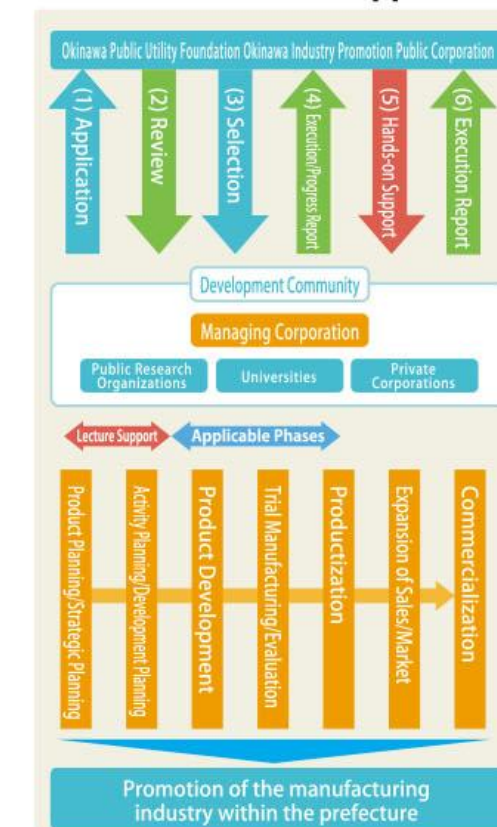 Okinawa Public Utility Foundation Okinawa Industry Promotion Public Corporation
(1) Application
(2) Review
(3) Selection
(4) Execution/Progress Report
(5) Hands-on Support
(6) Execution Report
Development Community
Managing Corporation
Public Research
Organizations
Universities
Private
Corporations
Lecture Support
Applicable Phases
Product Planning/Strategic Planning
Activity Planning/Development Planning
Product Development
Trial Manufacturing/Evaluation
Productization
Expansion of Sales/Market
Commercialization
Promotion of the manufacturing
industry within the prefecture